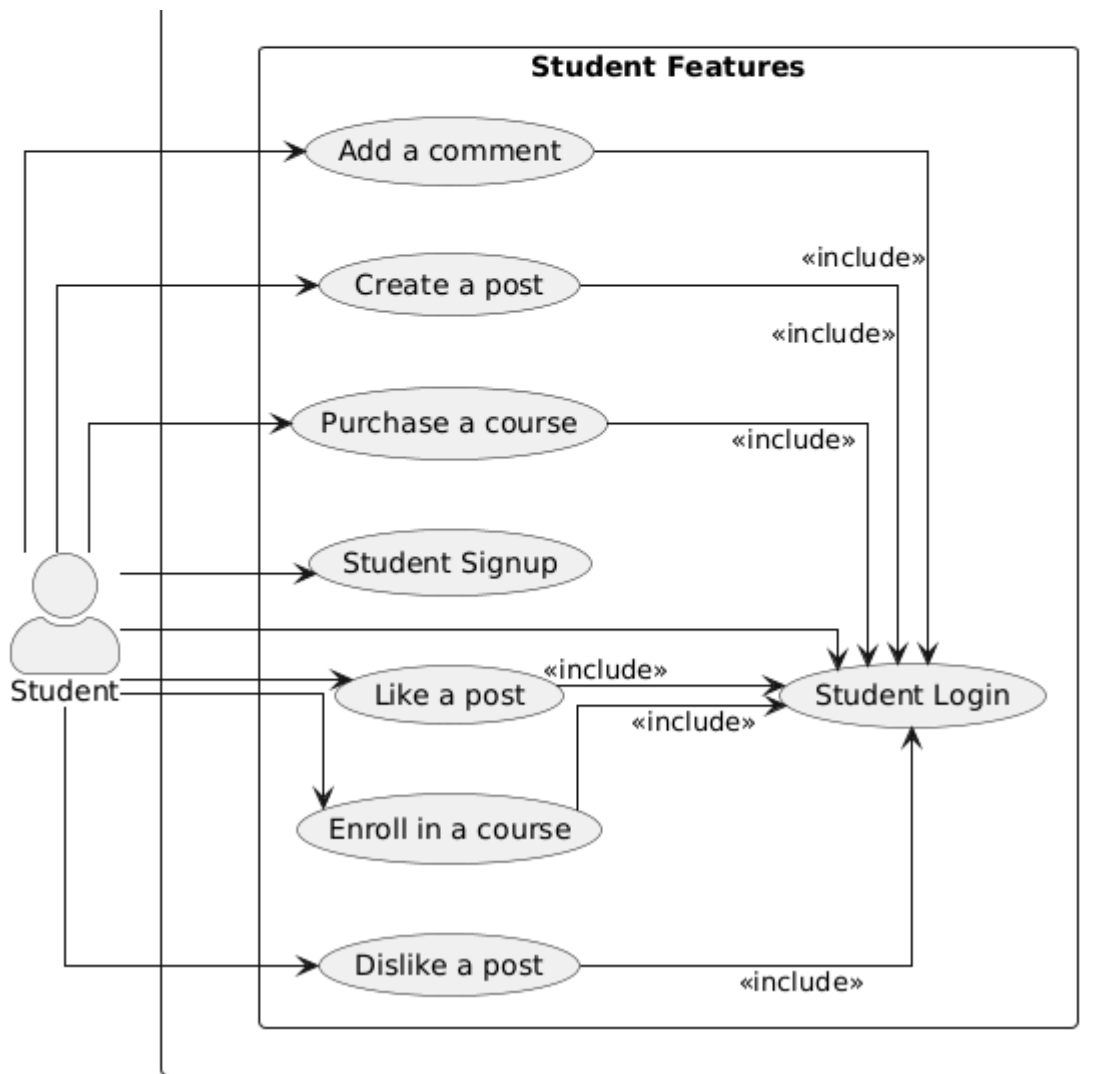 Student Features
Add a comment
«include»
Create a post
«include»
Purchase a course
«include»
Student Signup
Student
Like a post
«include»
Student Login
«include»
Enroll in a course
Dislike a post
«include»